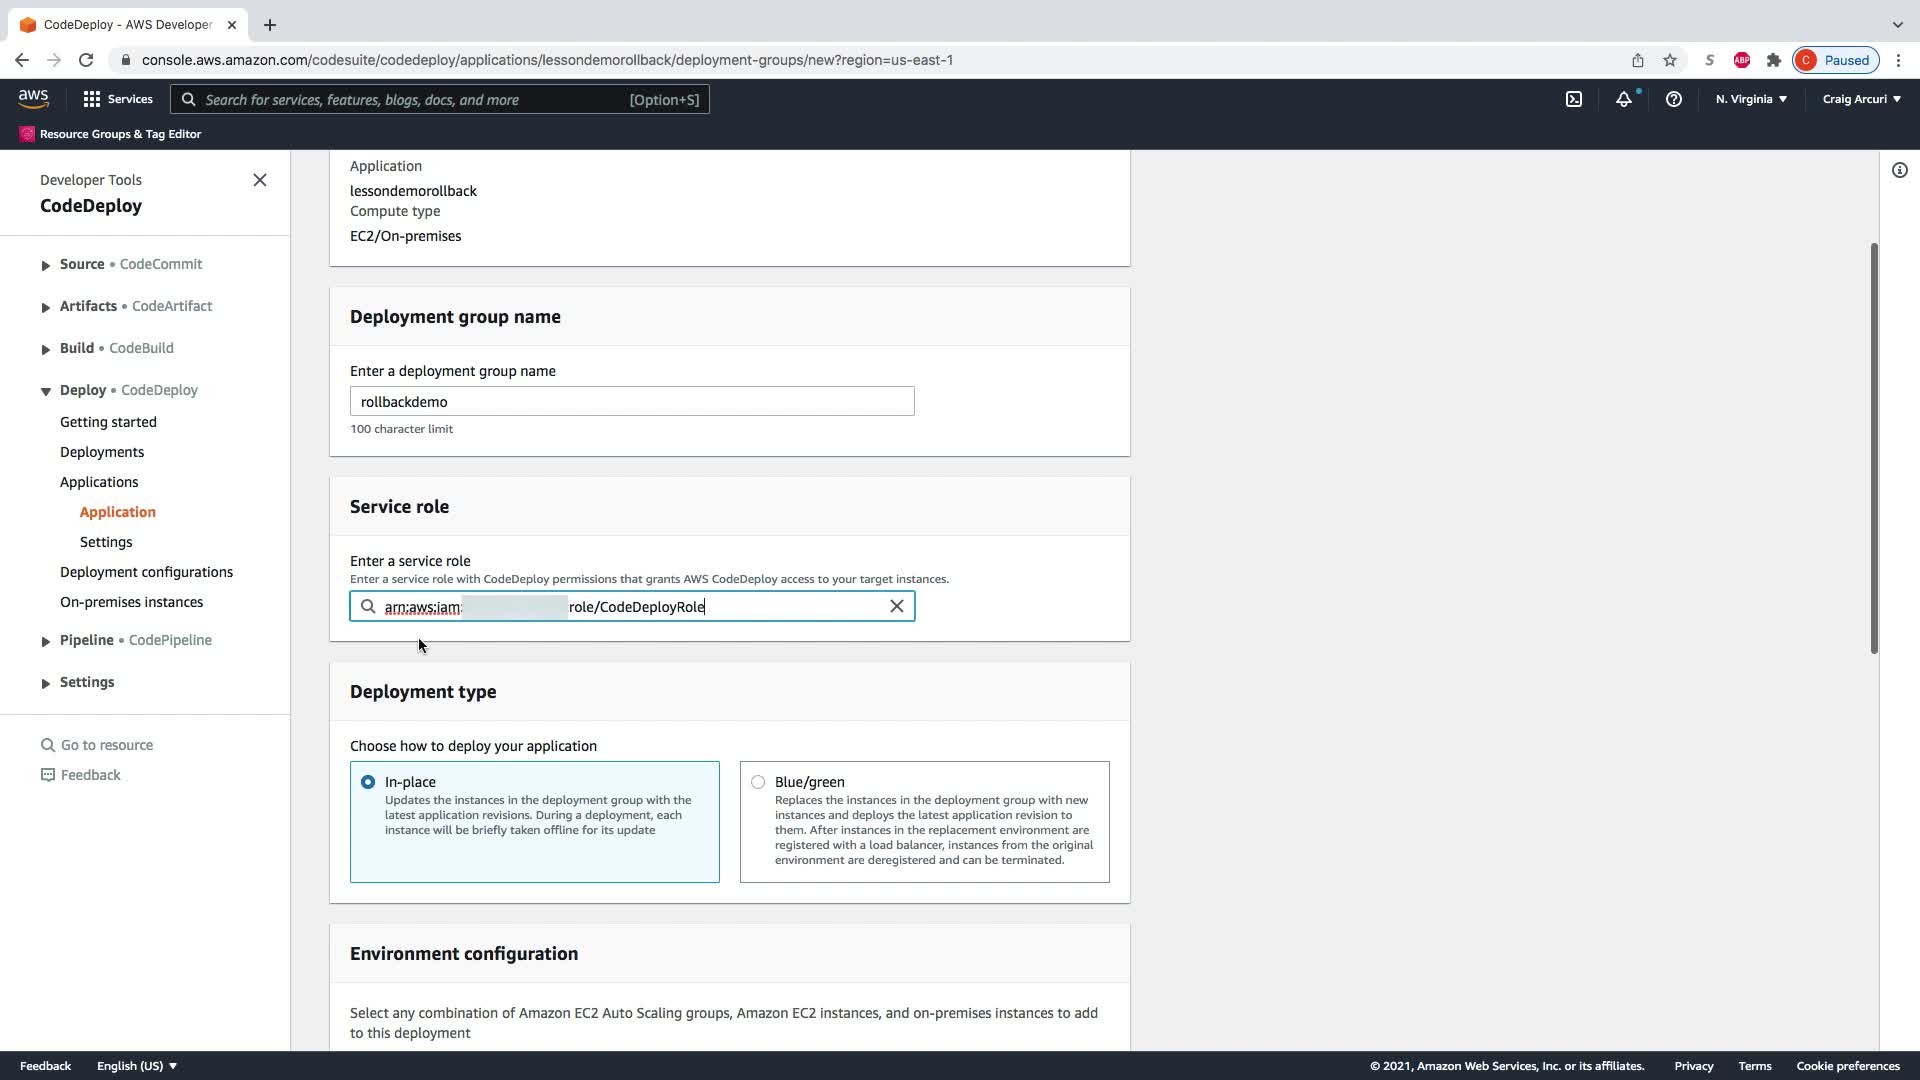 CodeDeploy - AWS Developer
console.aws.amazon.com/codesuite/codedeploy/applications/lessondemorollback/deployment-groups/new?region=us-east-1
S
ABP
C Paused
aws
Services
Search for services, features, blogs, docs, and more [Option+S]
N. Virginia
Craig Arcuri
Resource Groups & Tag Editor
Developer Tools
CodeDeploy
Source • CodeCommit
Artifacts • CodeArtifact
Build • CodeBuild
Deploy • CodeDeploy
Getting started
Deployments
Applications
Application
Settings
Deployment configurations
On-premises instances
Pipeline • CodePipeline
Settings
Go to resource
Feedback
Application
lessondemorollback
Compute type
EC2/On-premises
Deployment group name
Enter a deployment group name
rollbackdemo
100 character limit
Service role
Enter a service role
Enter a service role with CodeDeploy permissions that grants AWS CodeDeploy access to your target instances.
arn:aws:iam: role/CodeDeployRole
Deployment type
Choose how to deploy your application
In-place
Updates the instances in the deployment group with the
latest application revisions. During a deployment, each
instance will be briefly taken offline for its update
Blue/green
Replaces the instances in the deployment group with new
instances and deploys the latest application revision to
them. After instances in the replacement environment are
registered with a load balancer, instances from the original
environment are deregistered and can be terminated.
Environment configuration
Select any combination of Amazon EC2 Auto Scaling groups, Amazon EC2 instances, and on-premises instances to add
to this deployment
Feedback
English (US)
© 2021, Amazon Web Services, Inc. or its affiliates.
Privacy
Terms
Cookie preferences